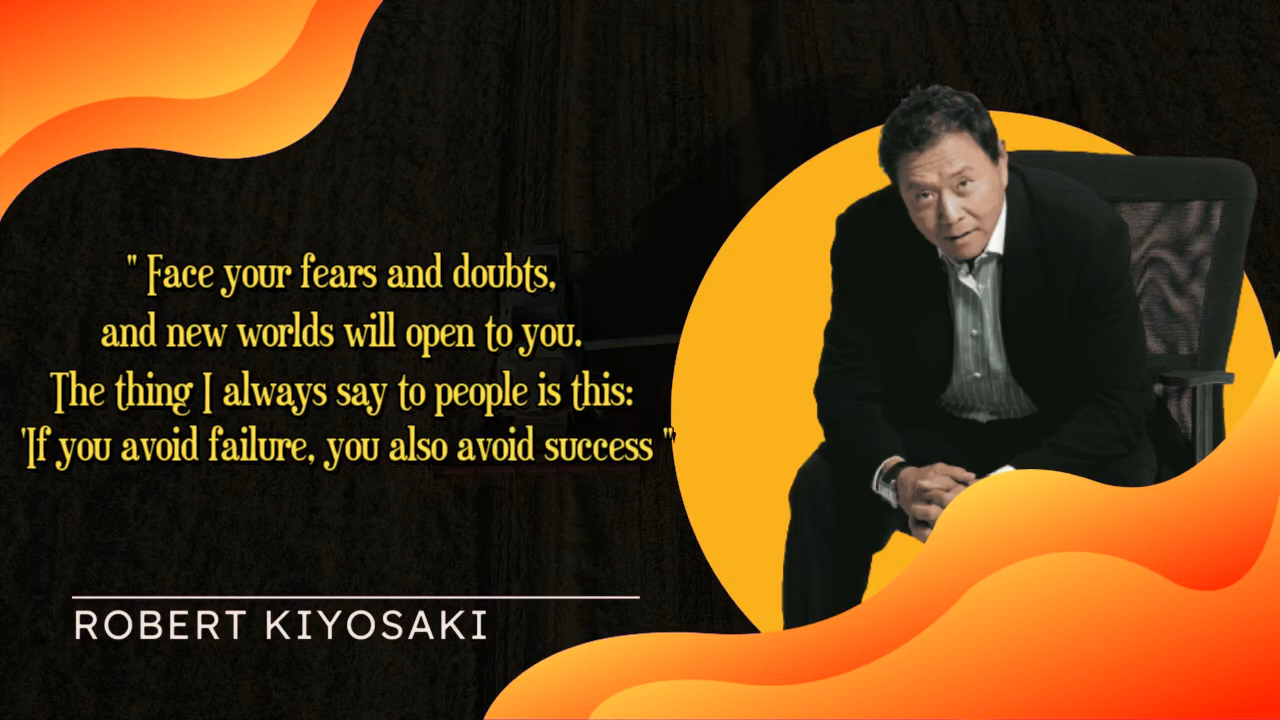 " Face your fears and doubts,
and new worlds will open to you.
The thing I always say to people is this:
'If you avoid failure, you also avoid success "
ROBERT KIYOSAKI